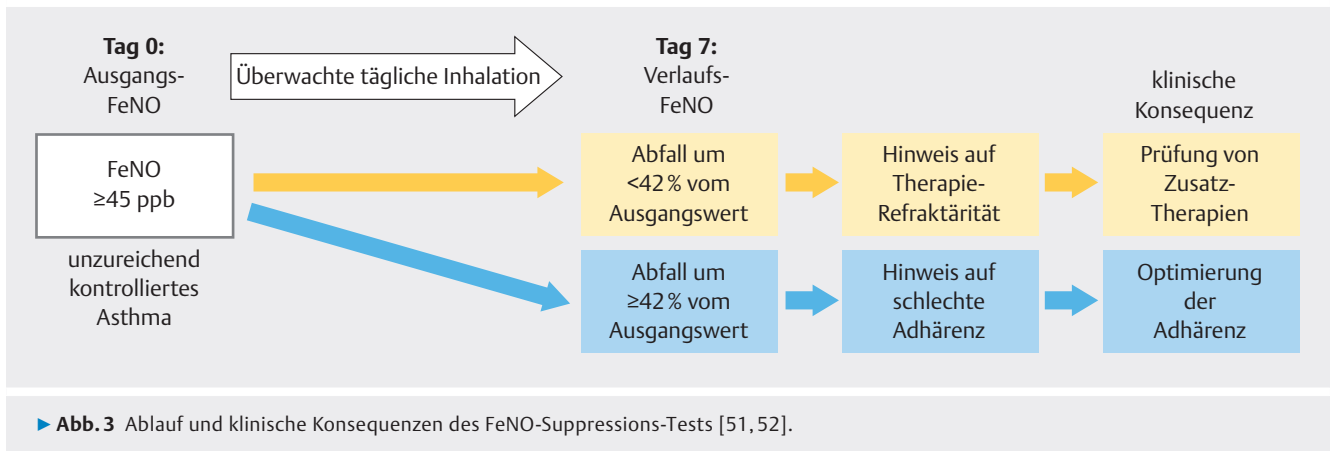 Tag 0:
Ausgangs-
FeNO
Überwachte tägliche Inhalation
Tag 7:
Verlaufs-
FeNO
klinische
Konsequenz
FeNO
≥45 ppb
unzureichend
kontrolliertes
Asthma
Abfall um
<42 % vom
Ausgangswert
Hinweis auf
Therapie-
Refraktärität
Prüfung von
Zusatz-
Therapien
Abfall um
≥42 % vom
Ausgangswert
Hinweis auf
schlechte
Adhärenz
Optimierung
der
Adhärenz
▶ Abb. 3 Ablauf und klinische Konsequenzen des FeNO-Suppressions-Tests [51, 52].